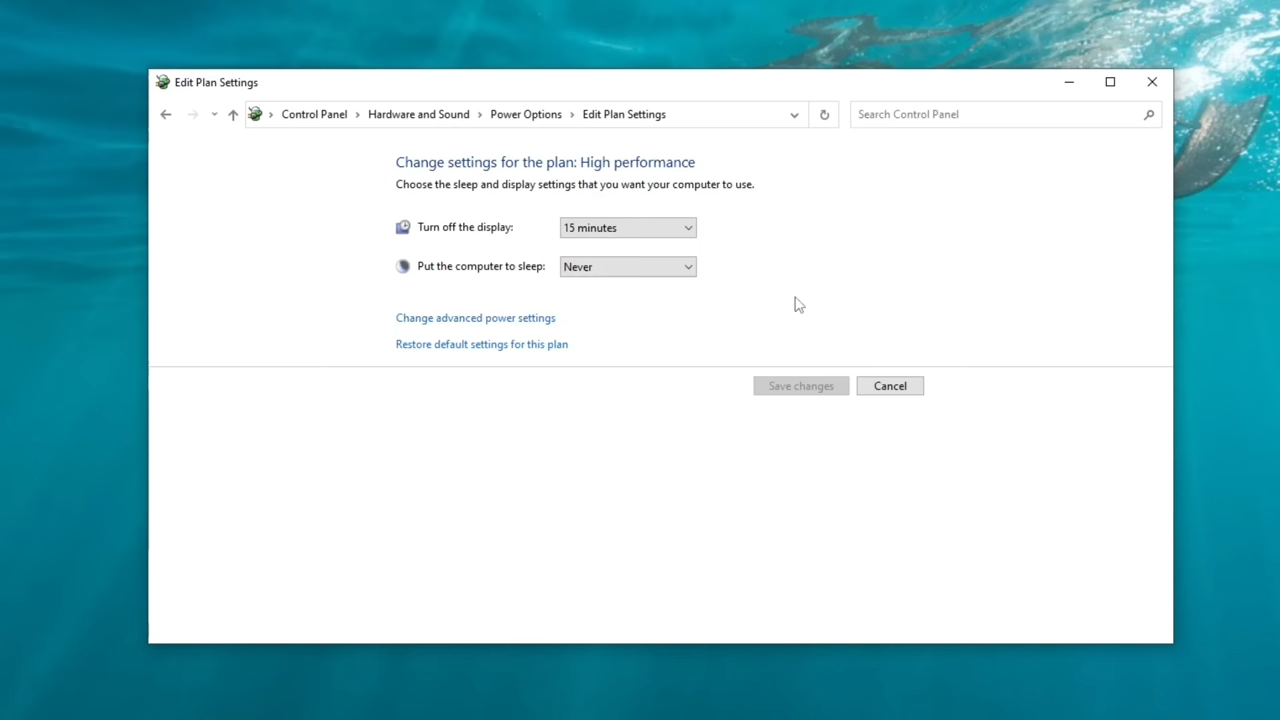 Edit Plan Settings
Control Panel > Hardware and Sound > Power Options > Edit Plan Settings
Search Control Panel
Change settings for the plan: High performance
Choose the sleep and display settings that you want your computer to use.
Turn off the display: 15 minutes
Put the computer to sleep: Never
Change advanced power settings
Restore default settings for this plan
Save changes Cancel